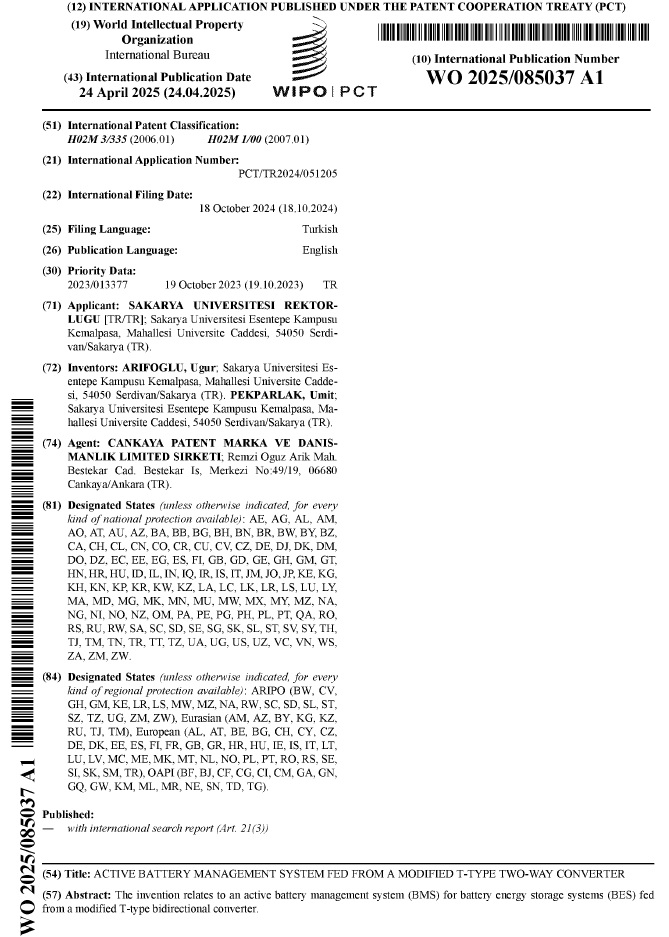 (12) INTERNATIONAL APPLICATION PUBLISHED UNDER THE PATENT COOPERATION TREATY (PCT)
(19) World Intellectual Property
Organization
International Bureau
(43) International Publication Date
24 April 2025 (24.04.2025)
WIPO | PCT
(10) International Publication Number
WO 2025/085037 A1
(51) International Patent Classification:
H02M 3/335 (2006.01) H02M 1/00 (2007.01)
(21) International Application Number:
PCT/TR2024/051205
(22) International Filing Date:
18 October 2024 (18.10.2024)
(25) Filing Language: Turkish
(26) Publication Language: English
(30) Priority Data:
2023/013377 19 October 2023 (19.10.2023) TR
(71) Applicant: SAKARYA UNIVERSITESI REKTOR-
LUGU [TR/TR]; Sakarya Universitesi Esentepe Kampusu
Kemalpasa, Mahallesi Universite Caddesi, 54050 Serdi-
van/Sakarya (TR).
(72) Inventors: ARIFOGLU, Ugur; Sakarya Universitesi Es-
entepe Kampusu Kemalpasa, Mahallesi Universite Cadde-
si, 54050 Serdivan/Sakarya (TR). PEKPARLAK, Umit;
Sakarya Universitesi Esentepe Kampusu Kemalpasa, Ma-
hallesi Universite Caddesi, 54050 Serdivan/Sakarya (TR).
(74) Agent: CANKAYA PATENT MARKA VE DANIS-
MANLIK LIMITED SIRKETI; Remzi Oguz Arik Mah.
Bestekar Cad. Bestekar Is, Merkezi No:49/19, 06680
Cankaya/Ankara (TR).
(81) Designated States (unless otherwise indicated, for every
kind of national protection available): AE, AG, AL, AM,
AO, AT, AU, AZ, BA, BB, BG, BH, BN, BR, BW, BY, BZ,
CA, CH, CL, CN, CO, CR, CU, CV, CZ, DE, DJ, DK, DM,
DO, DZ, EC, EE, EG, ES, FI, GB, GD, GE, GH, GM, GT,
HN, HR, HU, ID, IL, IN, IQ, IR, IS, IT, JM, JO, JP, KE, KG,
KH, KN, KP, KR, KW, KZ, LA, LC, LK, LR, LS, LU, LY,
MA, MD, MG, MK, MN, MU, MW, MX, MY, MZ, NA,
NG, NI, NO, NZ, OM, PA, PE, PG, PH, PL, PT, QA, RO,
RS, RU, RW, SA, SC, SD, SE, SG, SK, SL, ST, SV, SY, TH,
TJ, TM, TN, TR, TT, TZ, UA, UG, US, UZ, VC, VN, WS,
ZA, ZM, ZW.
(84) Designated States (unless otherwise indicated, for every
kind of regional protection available): ARIPO (BW, CV,
GH, GM, KE, LR, LS, MW, MZ, NA, RW, SC, SD, SL, ST,
SZ, TZ, UG, ZM, ZW), Eurasian (AM, AZ, BY, KG, KZ,
RU, TJ, TM), European (AL, AT, BE, BG, CH, CY, CZ,
DE, DK, EE, ES, FI, FR, GB, GR, HR, HU, IE, IS, IT, LT,
LU, LV, MC, ME, MK, MT, NL, NO, PL, PT, RO, RS, SE,
SI, SK, SM, TR), OAPI (BF, BJ, CF, CG, CI, CM, GA, GN,
GQ, GW, KM, ML, MR, NE, SN, TD, TG).
Published:
— with international search report (Art. 21(3))
WO 2025/085037 A1
(54) Title: ACTIVE BATTERY MANAGEMENT SYSTEM FED FROM A MODIFIED T-TYPE TWO-WAY CONVERTER
(57) Abstract: The invention relates to an active battery management system (BMS) for battery energy storage systems (BES) fed
from a modified T-type bidirectional converter.